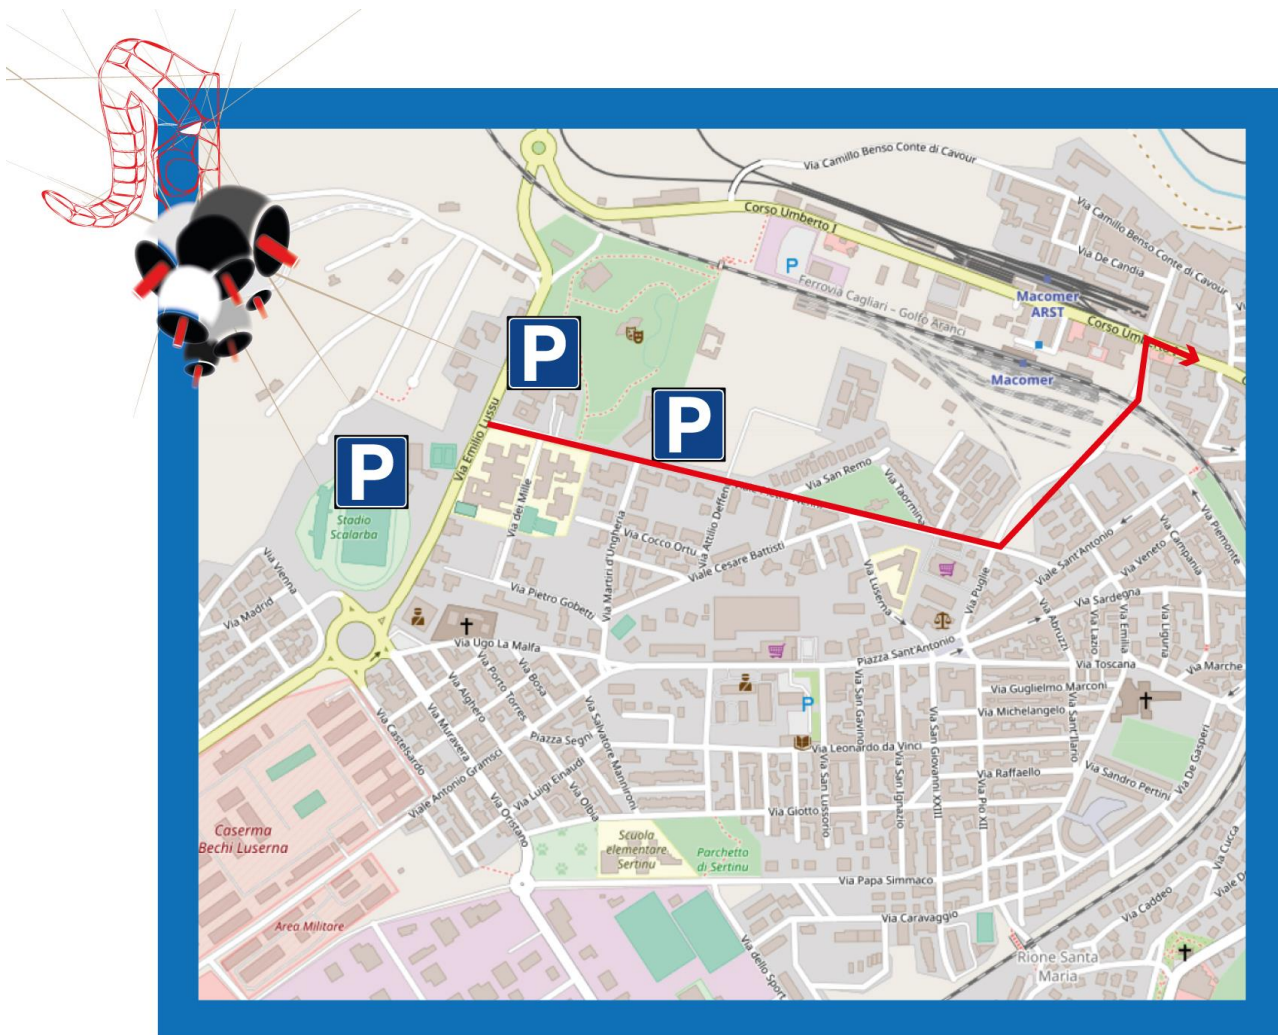 Via Camillo Benso Conte di Cavour
Corso Umberto I
P
Via Camillo Benso Conte di Cavour
Via De Candia
Ferrovia Cagliari - Golfo Aranci
Macomer
ARST
Corso Umberto
Macomer
P
P
P
Via Emilio Lussu
Stadio
Scalarba
Via dei Mille
Via San Remo
Via Taormina
Via Attilio Deffen
Via Martiri d'Ungheria
Via Cocco Ortu
Viale Cesare Battisti
Via Piemonte
Via Campania
Viale Sant'Antonio
Via Veneto
Via Vienna
Via Madrid
Via Pietro Gobetti
Via Luserna
Via Puglie
Via Sardegna
Via Abruzzi
Via Lazio
Via Emilia
Via Liguria
Via Ugo La Malfa
Piazza Sant'Antonio
Via Toscana
Via Marche
Via Bosa
Via Porto Torres
Via Alghero
Via Muravera
Via Castelsardo
Via Salvatore Mannironi
Piazza Segni
P
Via San Gavino
Via Guglielmo Marconi
Via Michelangelo
Via Sant'Ilario
Via Leonardo da Vinci
Via San Giovanni XXIII
Via De Gasperi
Viale Antonio Gramsci
Via Luigi Einaudi
Via Olbia
Via Oristano
Via San Lussorio
Via San Ignazio
Via Raffaello
Via Pio XII
Via Sandro Pertini
Via Giotto
Caserma
Bechi Luserna
Scuola
elementare
Sertinu
Parchetto
di Sertinu
Via Cucca
Via Papa Simmaco
Via Caddeo
Area Militare
Via Caravaggio
Via dello Sport
Rione Santa
Maria